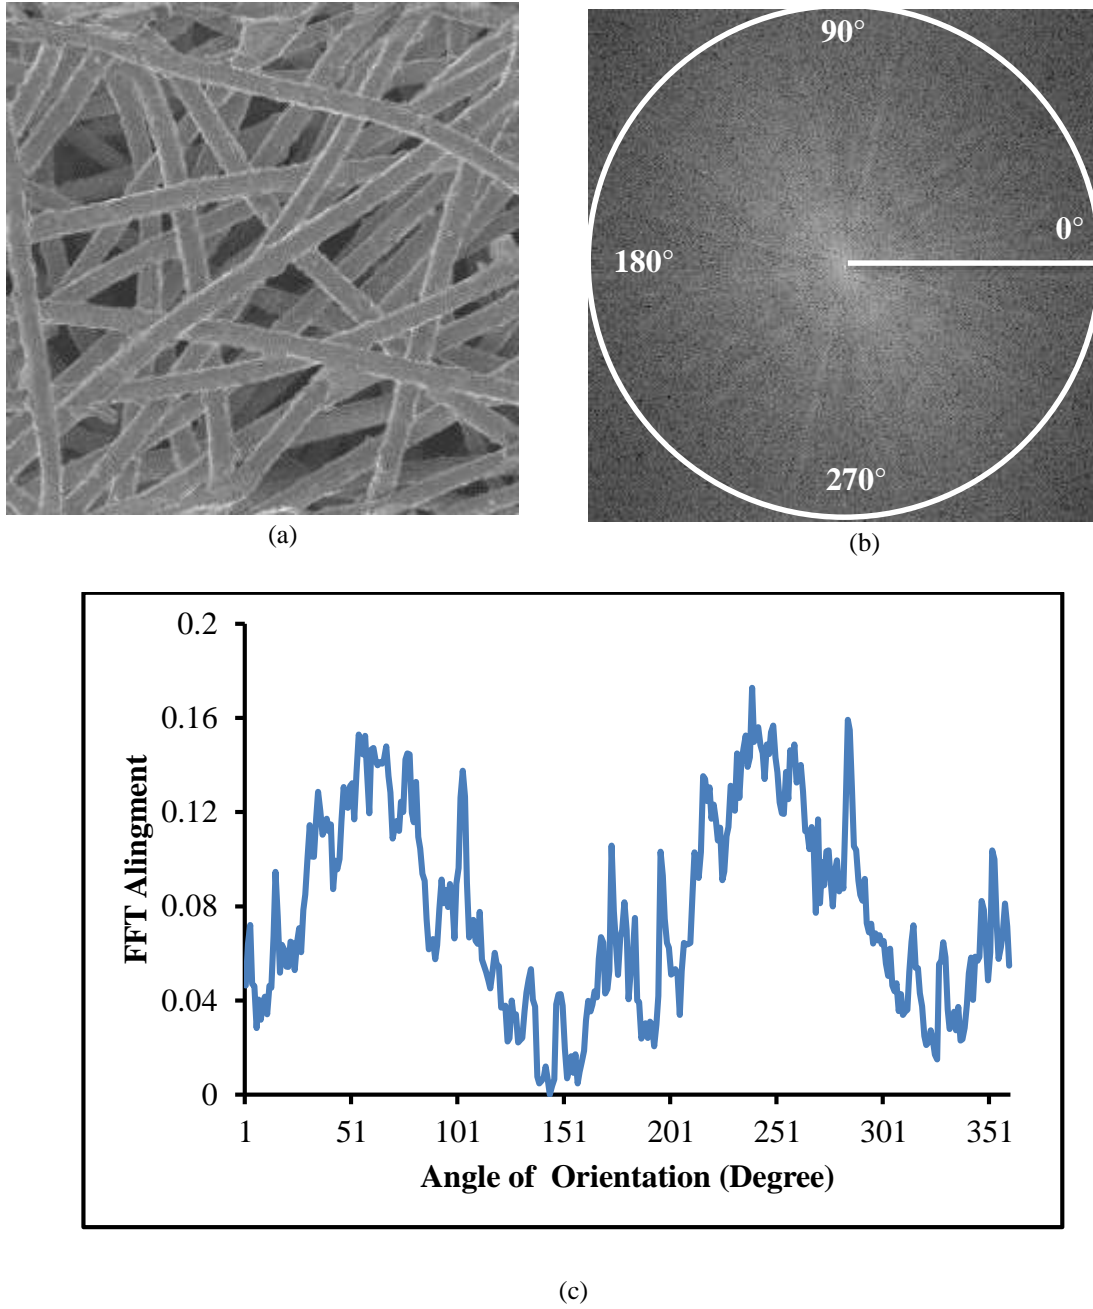 90°
0°
180°
270°
(a)
(b)
0.2
0.16
0.12
0.08
0.04
0
FFT Alingment
1 51 101 151 201 251 301 351
Angle of Orientation (Degree)
(c)